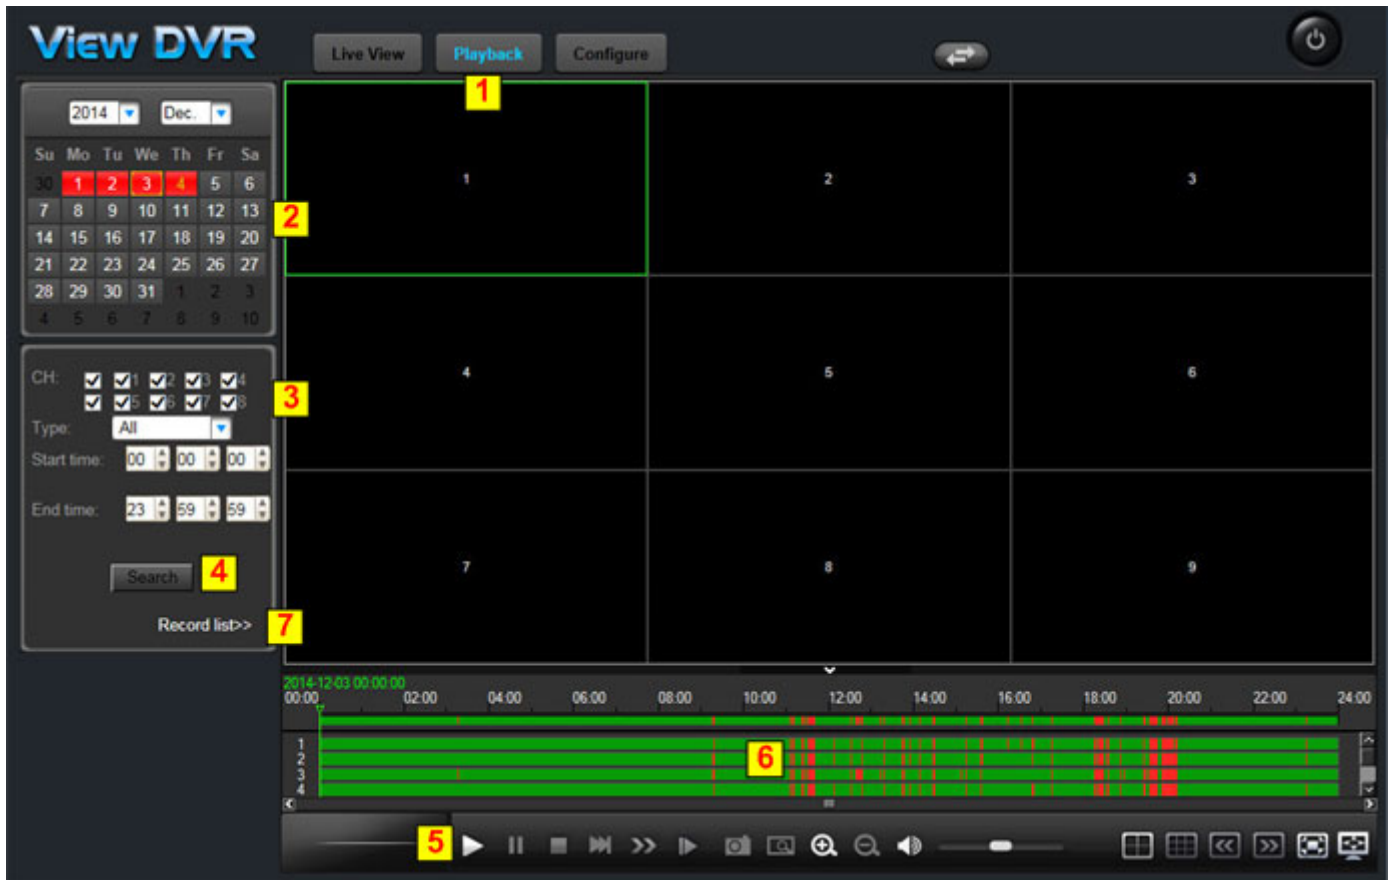 View DVR
Live View Playback Configure
1
2014 Dec.
Su Mo Tu We Th Fr Sa
30 1 2 3 4 5 6
7 8 9 10 11 12 13
14 15 16 17 18 19 20
21 22 23 24 25 26 27
28 29 30 31 1 2 3
4 5 6 7 8 9 10
2
CH: 1 2 3 4
5 6 7 8
3
Type: All
Start time: 00 00 00
End time: 23 59 59
Search 4
Record list>> 7
1 2 3
4 5 6
7 8 9
2014-12-03 00:00:00
00:00 02:00 04:00 06:00 08:00 10:00 12:00 14:00 16:00 18:00 20:00 22:00 24:00
1
2
3
4
6
5